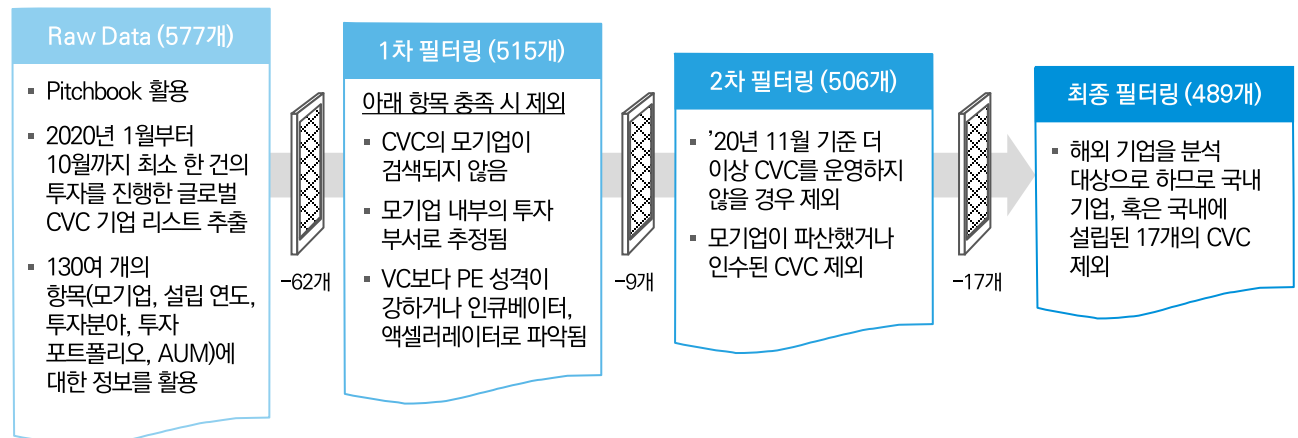 Raw Data (577개)
▪ Pitchbook 활용
▪ 2020년 1월부터
10월까지 최소 한 건의
투자를 진행한 글로벌
CVC 기업 리스트 추출
▪ 130여 개의
항목(모기업, 설립 연도,
투자분야, 투자
포트폴리오, AUM)에
대한 정보를 활용
-62개
1차 필터링 (515개)
아래 항목 충족 시 제외
▪ CVC의 모기업이
검색되지 않음
▪ 모기업 내부의 투자
부서로 추정됨
▪ VC보다 PE 성격이
강하거나 인큐베이터,
액셀러레이터로 파악됨
-9개
2차 필터링 (506개)
▪ ’20년 11월 기준 더
이상 CVC를 운영하지
않을 경우 제외
▪ 모기업이 파산했거나
인수된 CVC 제외
-17개
최종 필터링 (489개)
▪ 해외 기업을 분석
대상으로 하므로 국내
기업, 혹은 국내에
설립된 17개의 CVC
제외